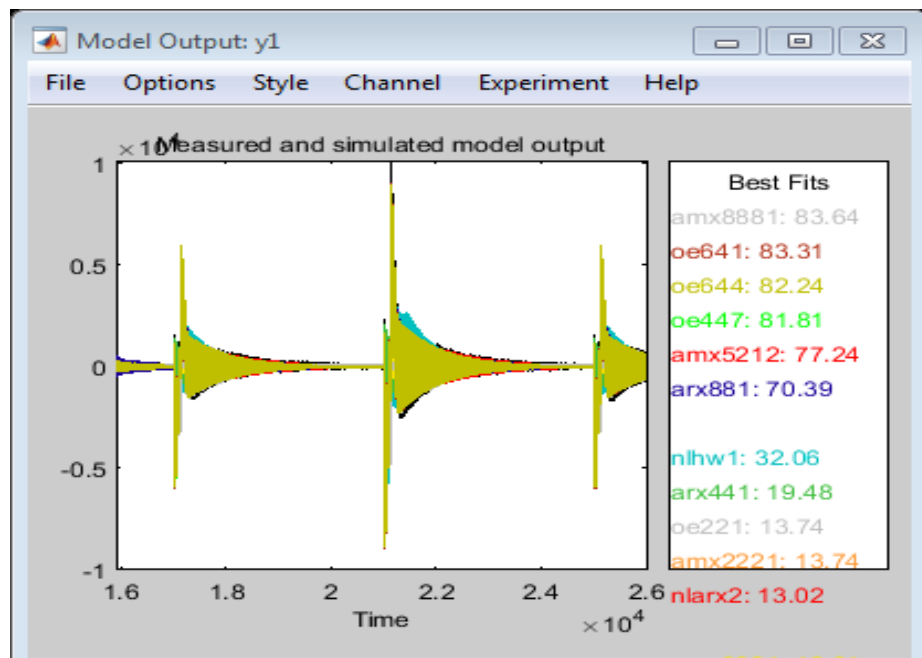 Model Output: y1
File Options Style Channel Experiment Help
×10^4
Measured and simulated model output
1
0.5
0
-0.5
-1
1.6 1.8 2 2.2 2.4 2.6
×10^4
Time
Best Fits
amx8881: 83.64
oe641: 83.31
oe644: 82.24
oe447: 81.81
amx5212: 77.24
arx881: 70.39
nlhw1: 32.06
arx441: 19.48
oe221: 13.74
amx2221: 13.74
nlarx2: 13.02